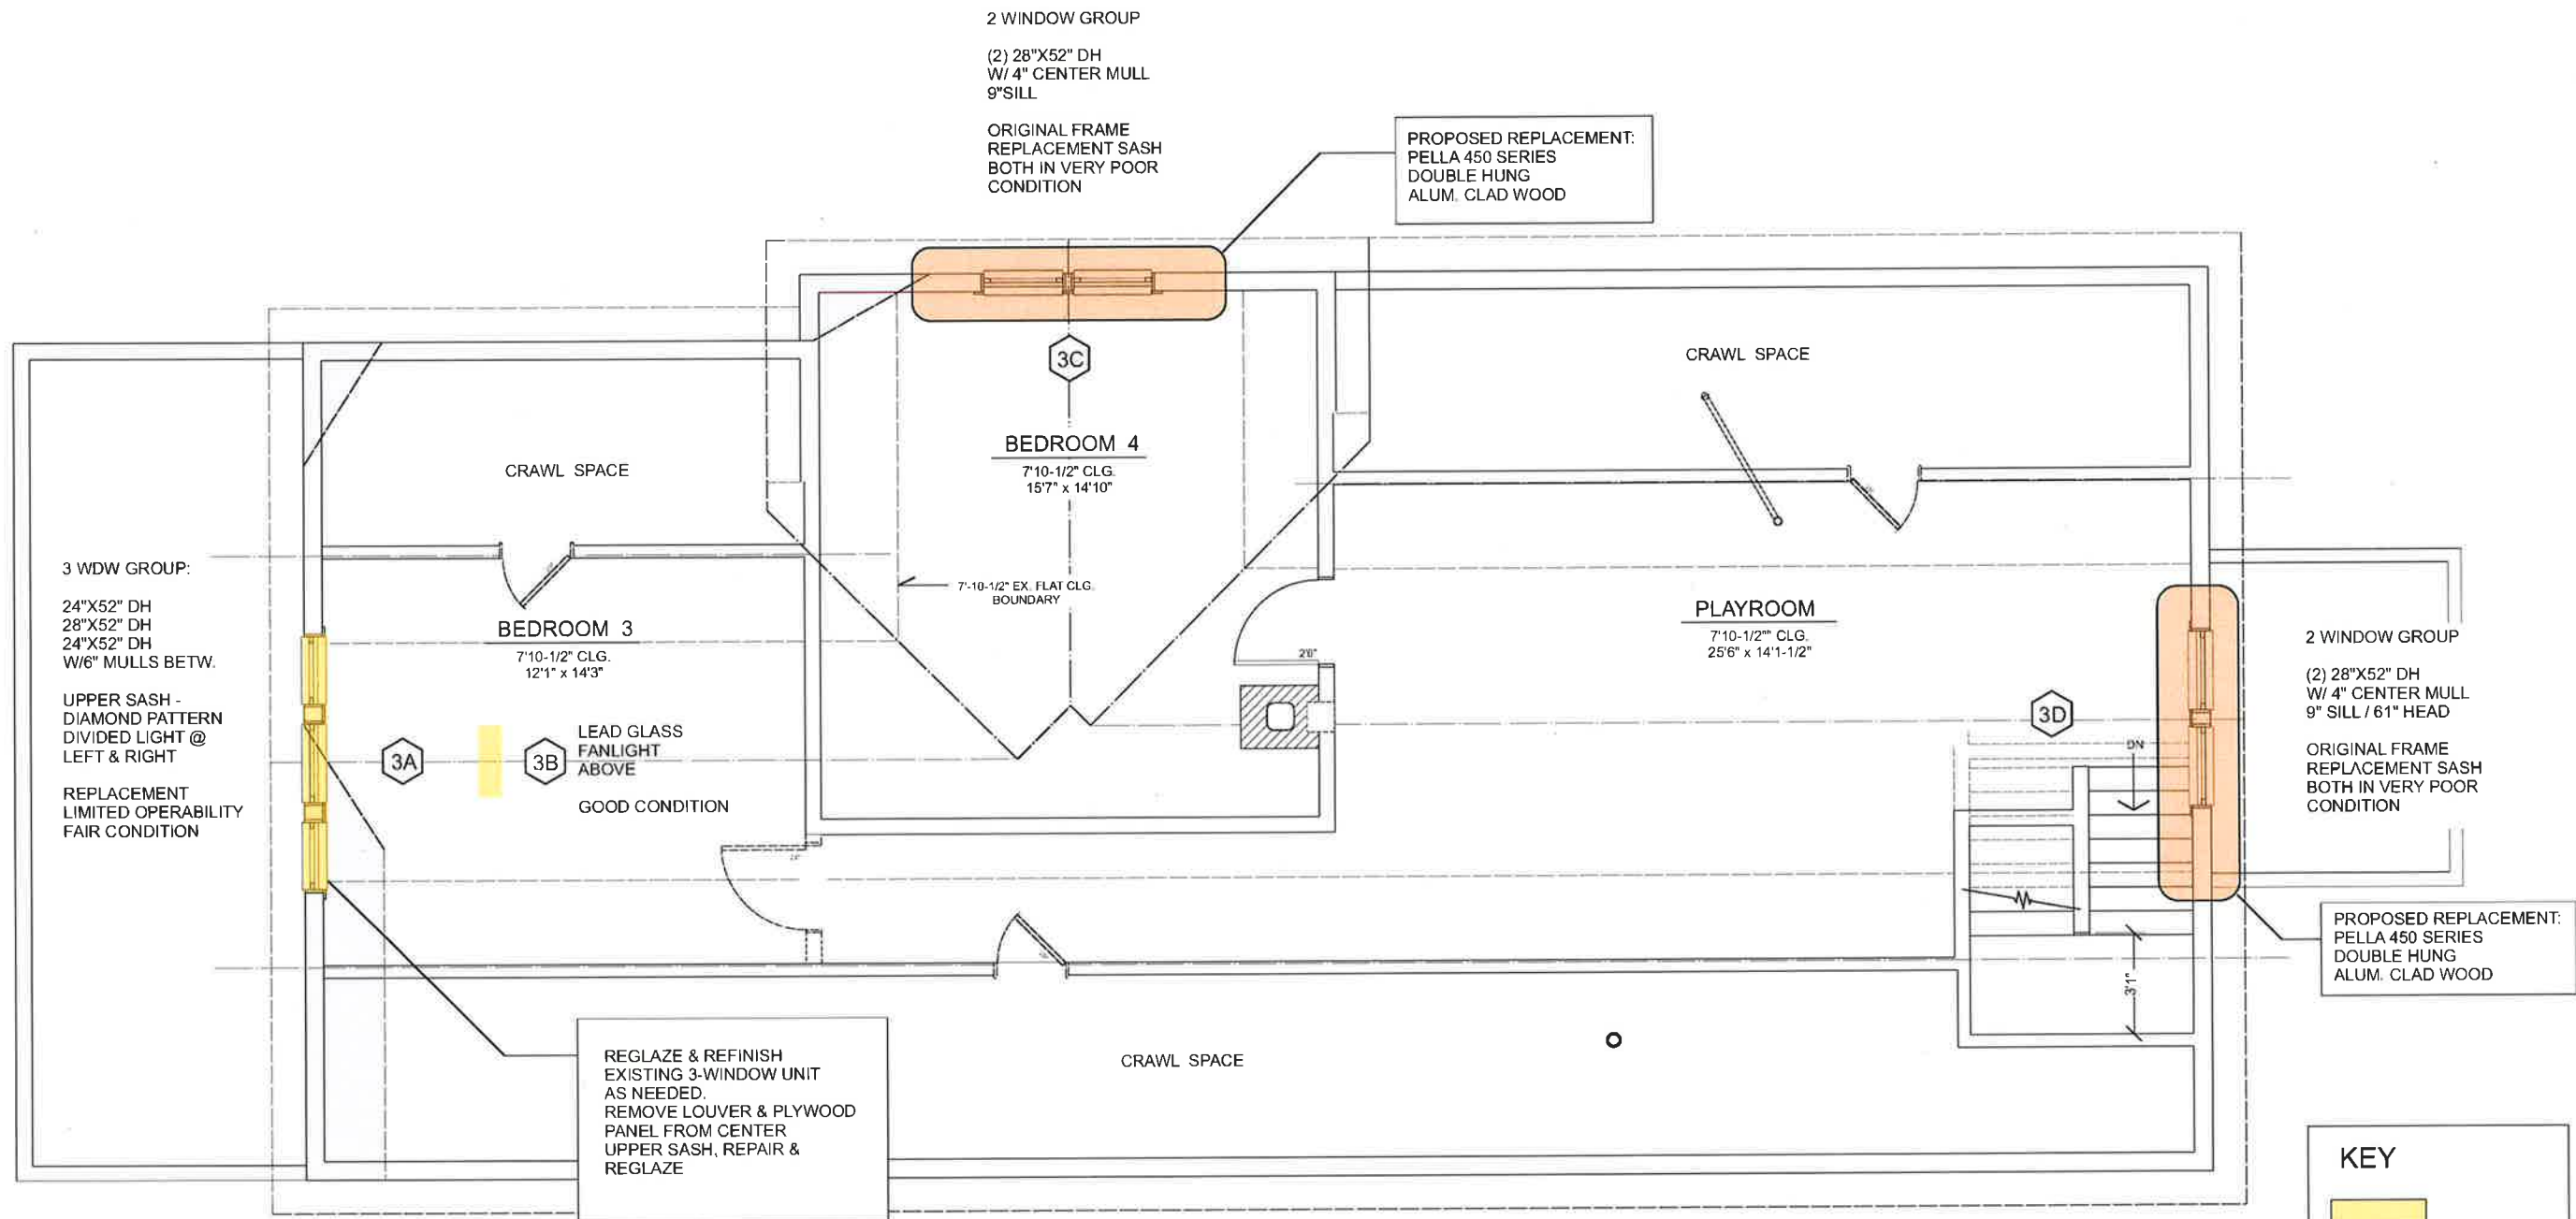 2 WINDOW GROUP
(2) 28"X52" DH
W/ 4" CENTER MULL
9"SILL
ORIGINAL FRAME
REPLACEMENT SASH
BOTH IN VERY POOR
CONDITION
PROPOSED REPLACEMENT:
PELLA 450 SERIES
DOUBLE HUNG
ALUM. CLAD WOOD
3C
CRAWL SPACE
BEDROOM 4
7'10-1/2" CLG.
15'7" x 14'10"
CRAWL SPACE
7'-10-1/2" EX. FLAT CLG.
BOUNDARY
3 WDW GROUP:
24"X52" DH
28"X52" DH
24"X52" DH
W/6" MULLS BETW.
UPPER SASH -
DIAMOND PATTERN
DIVIDED LIGHT @
LEFT & RIGHT
REPLACEMENT
LIMITED OPERABILITY
FAIR CONDITION
BEDROOM 3
7'10-1/2" CLG.
12'1" x 14'3"
3A
3B
LEAD GLASS
FANLIGHT
ABOVE
GOOD CONDITION
PLAYROOM
7'10-1/2"" CLG.
25'6" x 14'1-1/2"
3D
DN
2 WINDOW GROUP
(2) 28"X52" DH
W/ 4" CENTER MULL
9" SILL / 61" HEAD
ORIGINAL FRAME
REPLACEMENT SASH
BOTH IN VERY POOR
CONDITION
PROPOSED REPLACEMENT:
PELLA 450 SERIES
DOUBLE HUNG
ALUM. CLAD WOOD
3'1"
REGLAZE & REFINISH
EXISTING 3-WINDOW UNIT
AS NEEDED.
REMOVE LOUVER & PLYWOOD
PANEL FROM CENTER
UPPER SASH, REPAIR &
REGLAZE
CRAWL SPACE
KEY